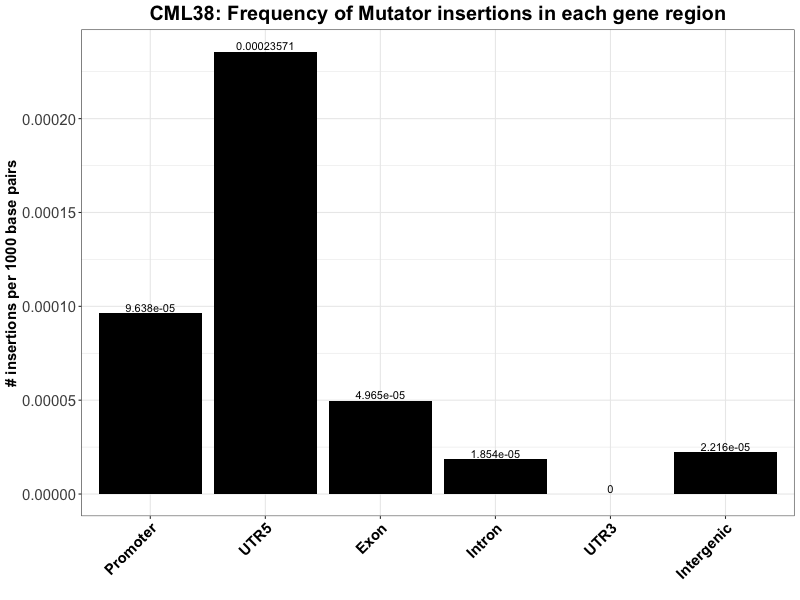 CML38: Frequency of Mutator insertions in each gene region
# insertions per 1000 base pairs
0.00020
0.00015
0.00010
0.00005
0.00000
9.638e-05
0.00023571
4.965e-05
1.854e-05
0
2.216e-05
Promoter
UTR5
Exon
Intron
UTR3
Intergenic